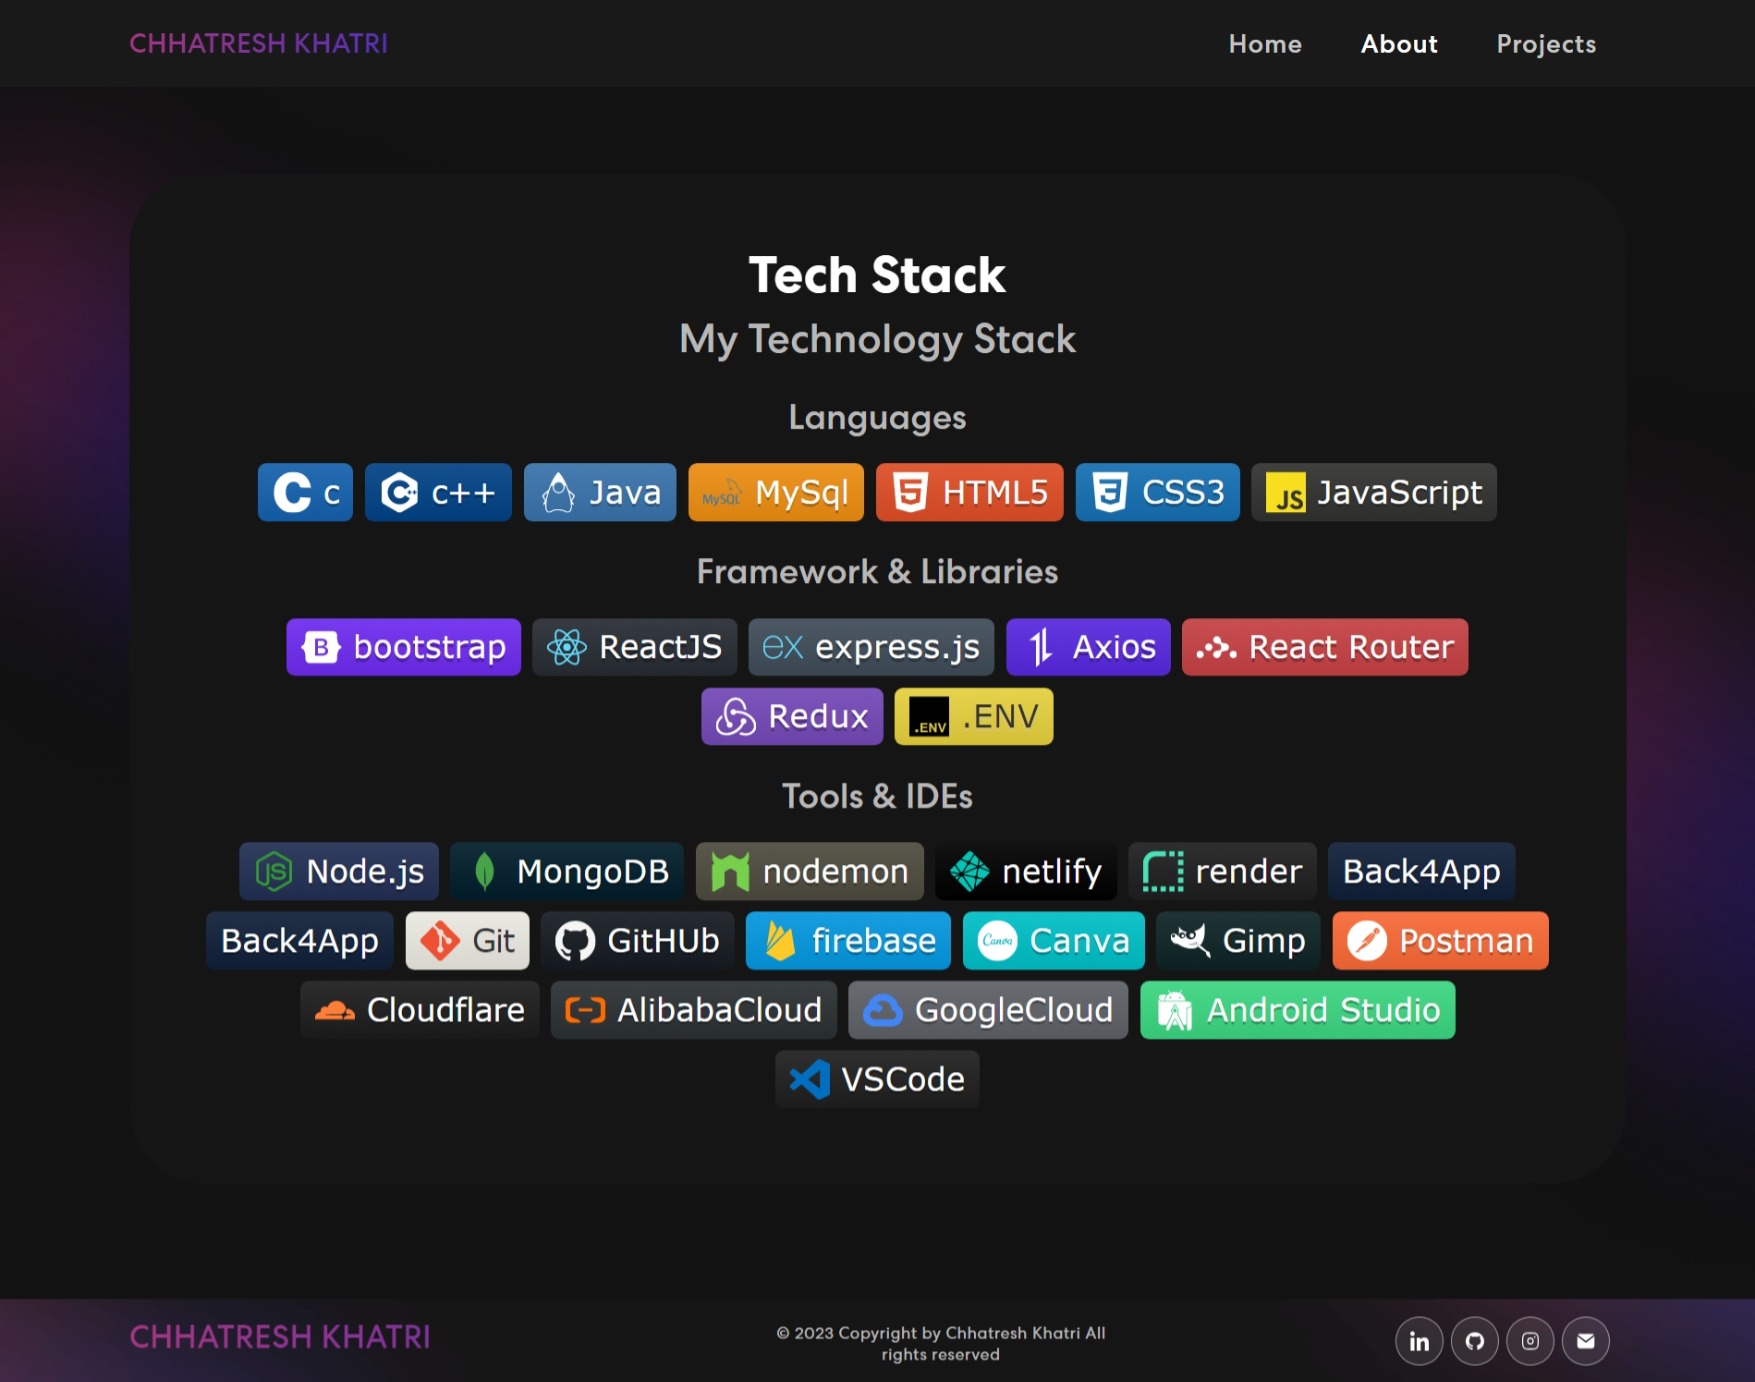 CHHATRESH KHATRI Home About Projects
Tech Stack
My Technology Stack
Languages
C c C++ c++ Java MySQL MySql 5 HTML5 3 CSS3 JS JavaScript
Framework & Libraries
B bootstrap ReactJS ex express.js Axios React Router
Redux .ENV .ENV
Tools & IDEs
JS Node.js MongoDB nodemon netlify render Back4App
Back4App Git GitHUb firebase Canva Canva Gimp Postman
Cloudflare AlibabaCloud GoogleCloud Android Studio
VSCode
CHHATRESH KHATRI
© 2023 Copyright by Chhatresh Khatri All
rights reserved
in